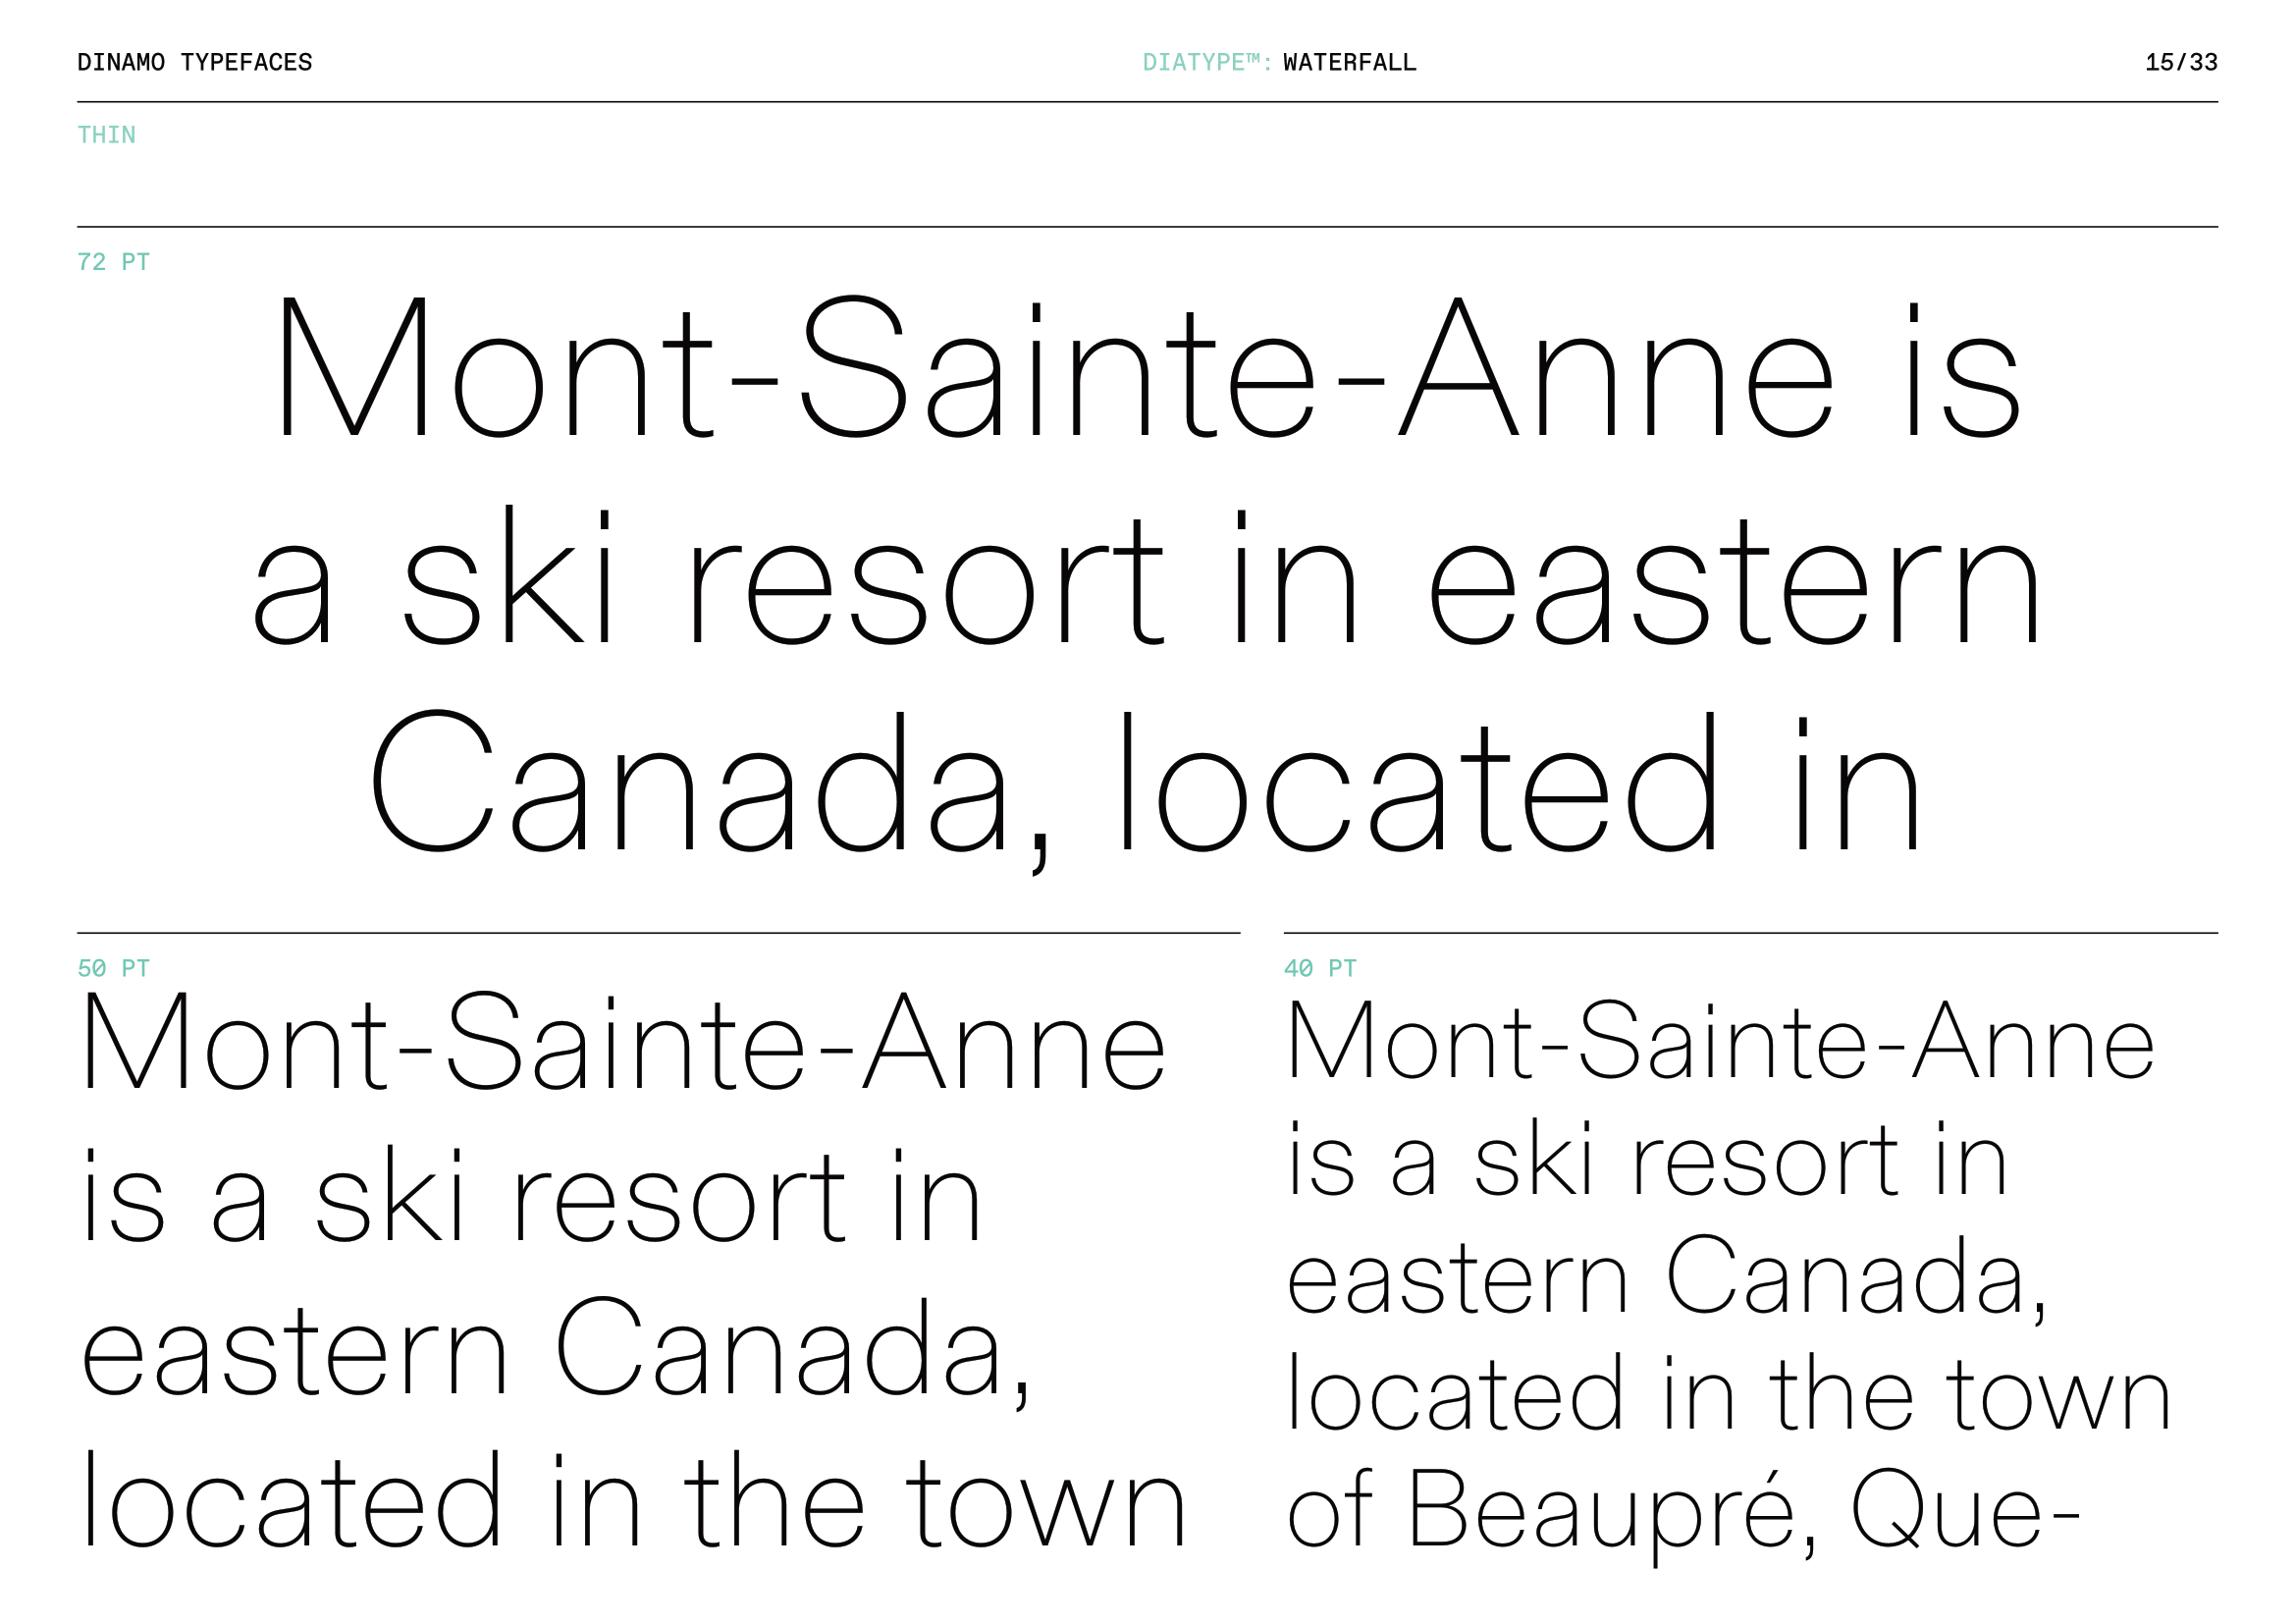 DINAMO TYPEFACES
DIATYPE™: WATERFALL
15/33
THIN
72 PT
Mont-Sainte-Anne is
a ski resort in eastern
Canada, located in
50 PT
Mont-Sainte-Anne
is a ski resort in
eastern Canada,
located in the town
40 PT
Mont-Sainte-Anne
is a ski resort in
eastern Canada,
located in the town
of Beaupré, Que-